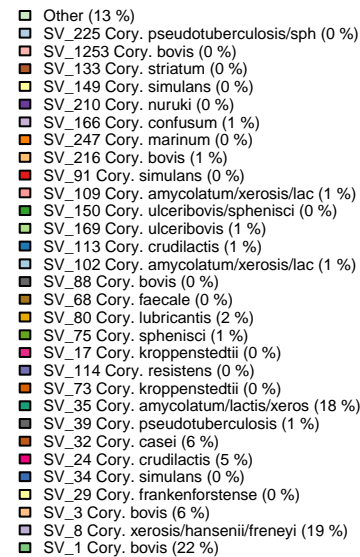 Other (13 %)
SV_225 Cory. pseudotuberculosis/sph (0 %)
SV_1253 Cory. bovis (0 %)
SV_133 Cory. striatum (0 %)
SV_149 Cory. simulans (0 %)
SV_210 Cory. nuruki (0 %)
SV_166 Cory. confusum (1 %)
SV_247 Cory. marinum (0 %)
SV_216 Cory. bovis (1 %)
SV_91 Cory. simulans (0 %)
SV_109 Cory. amycolatum/xerosis/lac (1 %)
SV_150 Cory. ulceribovis/sphenisci (0 %)
SV_169 Cory. ulceribovis (1 %)
SV_113 Cory. crudilactis (1 %)
SV_102 Cory. amycolatum/xerosis/lac (1 %)
SV_88 Cory. bovis (0 %)
SV_68 Cory. faecale (0 %)
SV_80 Cory. lubricantis (2 %)
SV_75 Cory. sphenisci (1 %)
SV_17 Cory. kroppenstedtii (0 %)
SV_114 Cory. resistens (0 %)
SV_73 Cory. kroppenstedtii (0 %)
SV_35 Cory. amycolatum/lactis/xeros (18 %)
SV_39 Cory. pseudotuberculosis (1 %)
SV_32 Cory. casei (6 %)
SV_24 Cory. crudilactis (5 %)
SV_34 Cory. simulans (0 %)
SV_29 Cory. frankenforstense (0 %)
SV_3 Cory. bovis (6 %)
SV_8 Cory. xerosis/hansenii/freneyi (19 %)
SV_1 Cory. bovis (22 %)